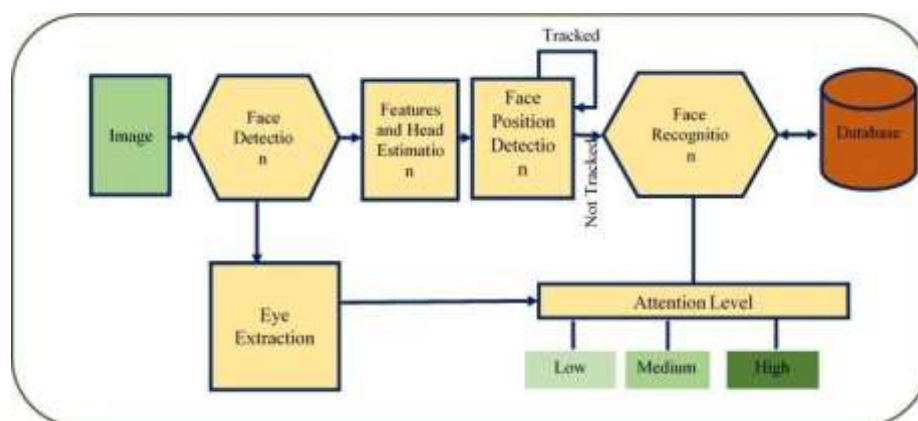 Tracked
Image
Face
Detectio
n
Features
and Head
Estimatio
n
Face
Position
Detectio
n
Not Tracked
Face
Recognitio
n
Database
Eye
Extraction
Attention Level
Low
Medium
High